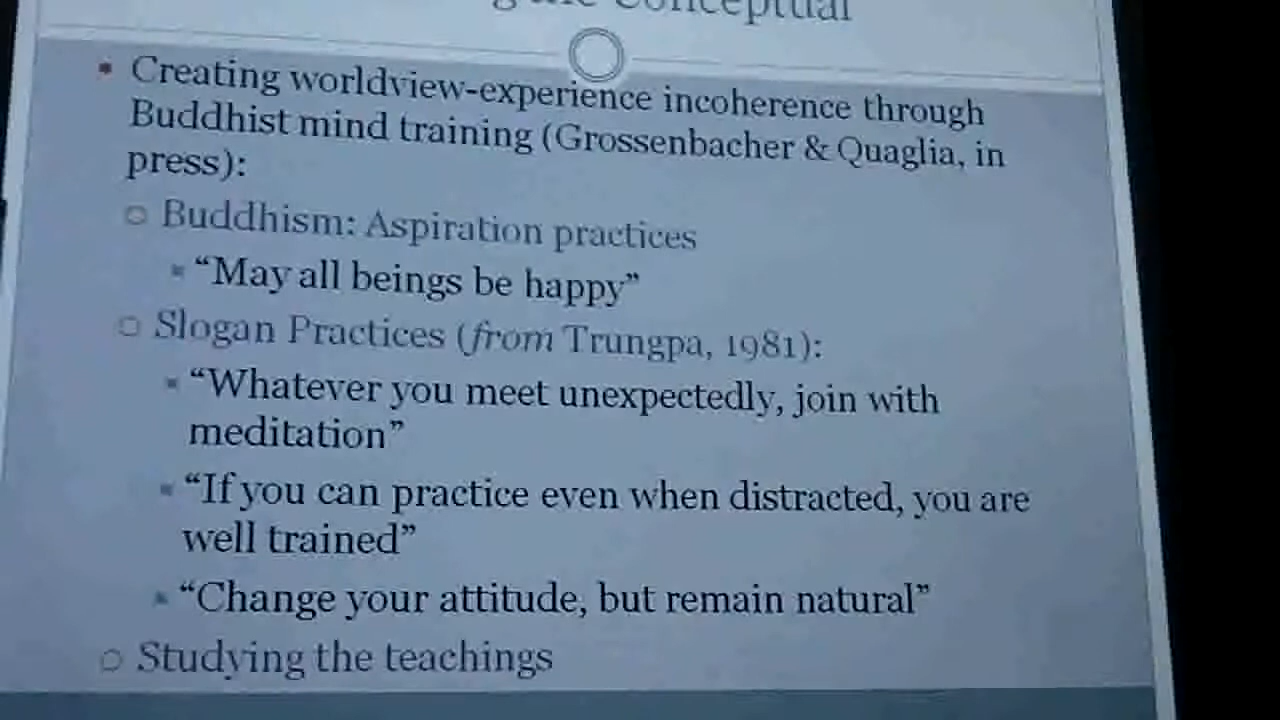 the Conceptual
• Creating worldview-experience incoherence through
Buddhist mind training (Grossenbacher & Quaglia, in
press):
○ Buddhism: Aspiration practices
▪ “May all beings be happy”
○ Slogan Practices (from Trungpa, 1981):
▪ “Whatever you meet unexpectedly, join with
meditation”
▪ “If you can practice even when distracted, you are
well trained”
▪ “Change your attitude, but remain natural”
○ Studying the teachings